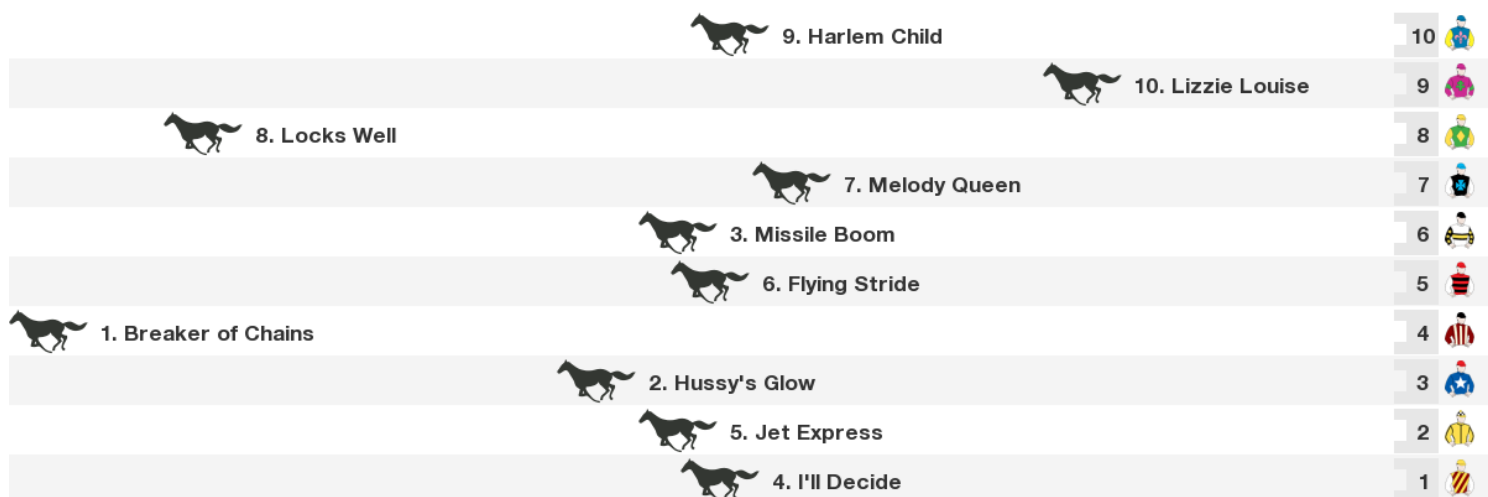 9. Harlem Child 10
10. Lizzie Louise 9
8. Locks Well 8
7. Melody Queen 7
3. Missile Boom 6
6. Flying Stride 5
1. Breaker of Chains 4
2. Hussy's Glow 3
5. Jet Express 2
4. I'll Decide 1